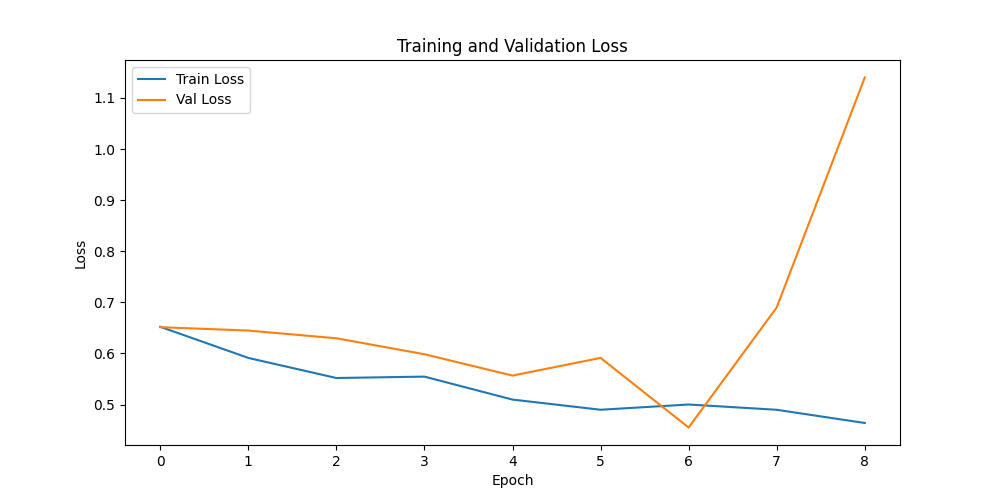 Training and Validation Loss
Train Loss
Val Loss
1.1
1.0
0.9
0.8
0.7
0.6
0.5
Loss
0 1 2 3 4 5 6 7 8
Epoch